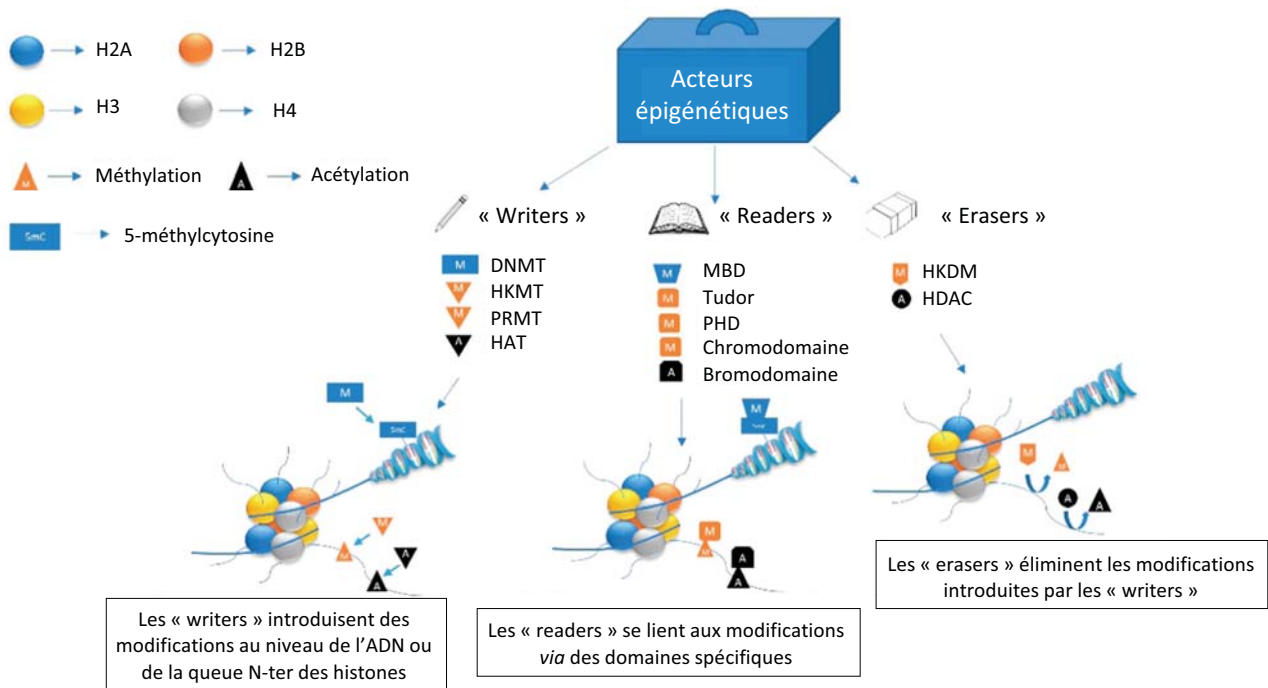 H2A
H2B
H3
H4
M
Méthylation
A
Acétylation
5mC
5-méthylcytosine
Acteurs
épigénétiques
« Writers »
M DNMT
M HKMT
M PRMT
A HAT
« Readers »
M MBD
M Tudor
M PHD
M Chromodomaine
A Bromodomaine
« Erasers »
M HKDM
A HDAC
M
5mC
M
M
A
A
M
M
M
A
A
M
M
A
A
Les « writers » introduisent des
modifications au niveau de l'ADN ou
de la queue N-ter des histones
Les « readers » se lient aux modifications
via des domaines spécifiques
Les « erasers » éliminent les modifications
introduites par les « writers »